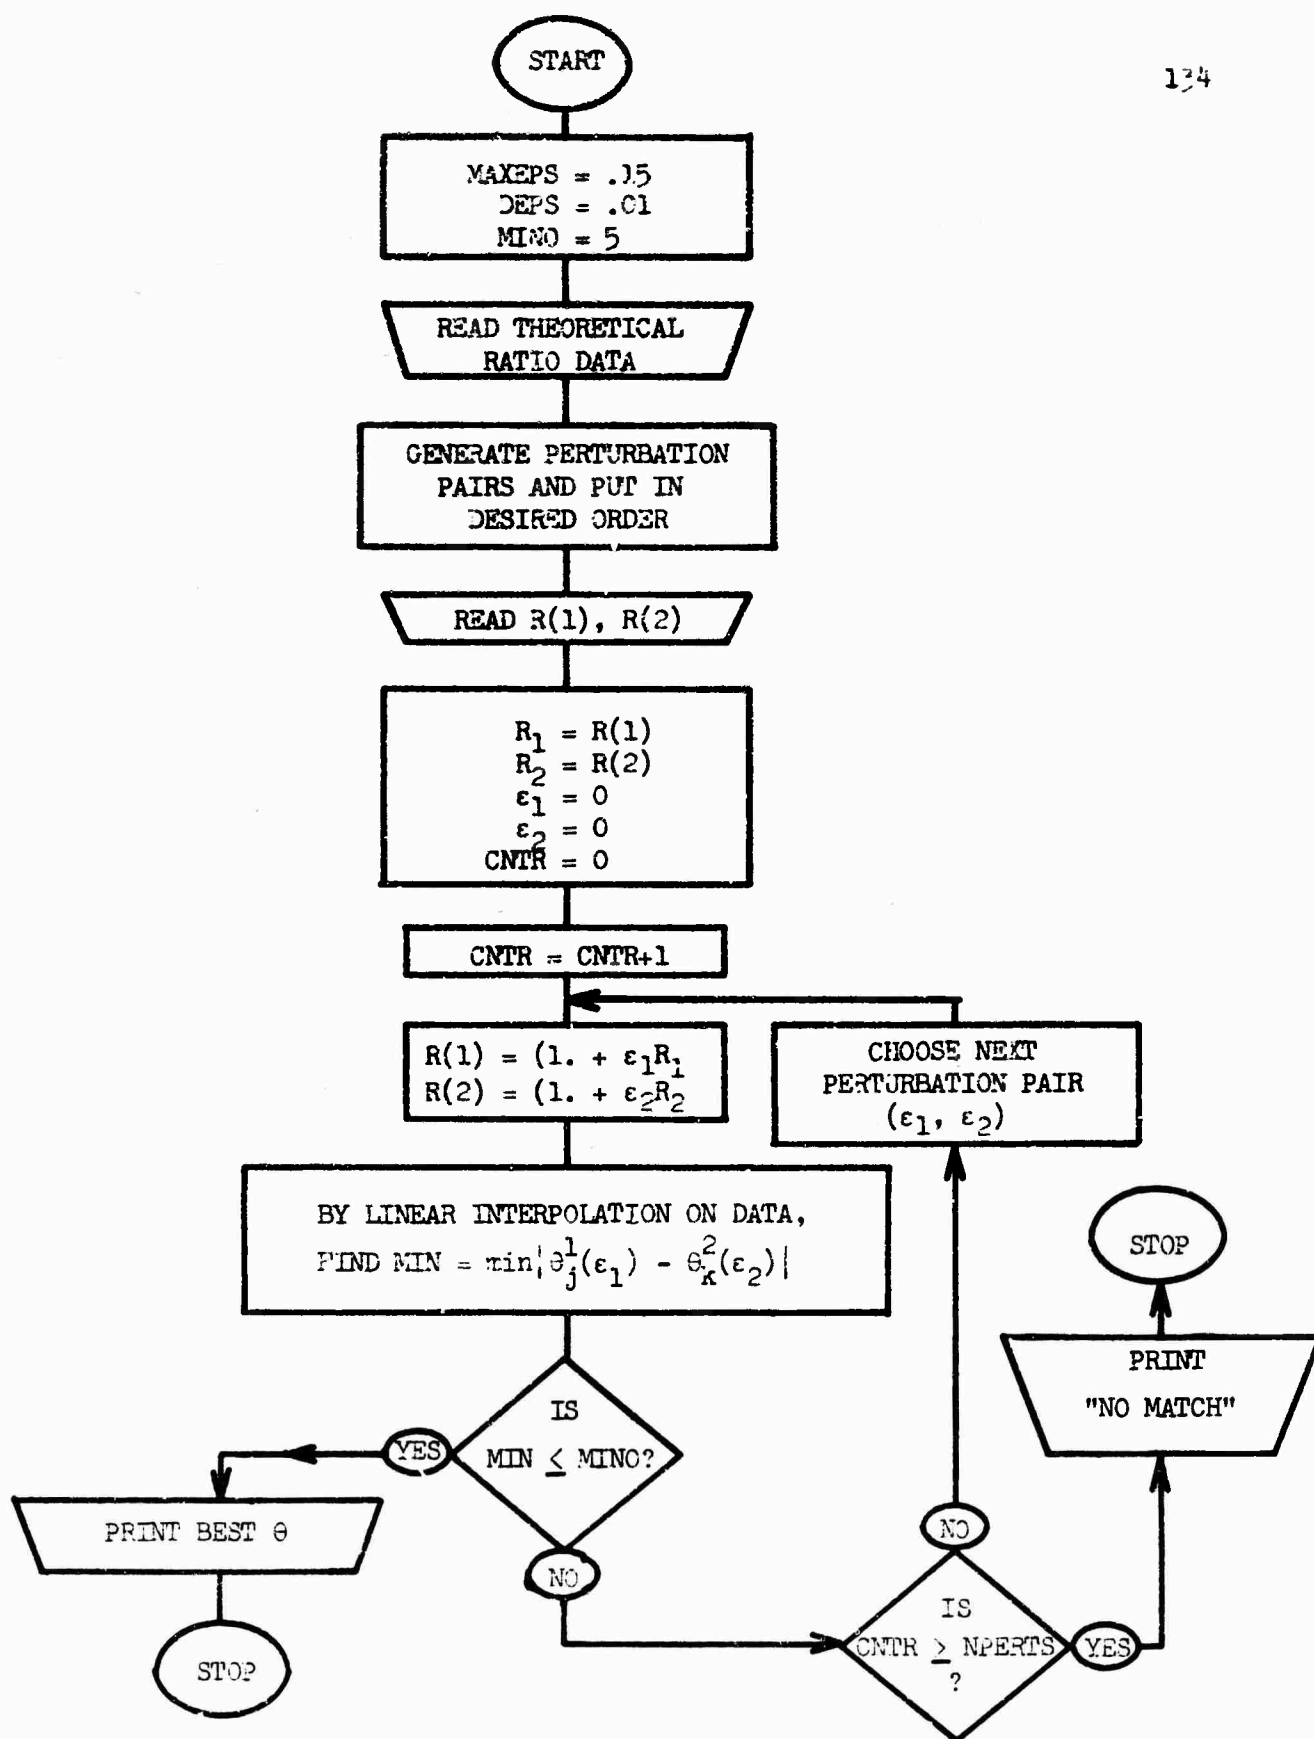 134
START
MAXEPS = .15
DEPS = .01
MINO = 5
READ THEORETICAL
RATIO DATA
GENERATE PERTURBATION
PAIRS AND PUT IN
DESIRED ORDER
READ R(1), R(2)
R₁ = R(1)
R₂ = R(2)
ε₁ = 0
ε₂ = 0
CNTR = 0
CNTR = CNTR+1
R(1) = (1. + ε₁R₁
R(2) = (1. + ε₂R₂
CHOOSE NEXT
PERTURBATION PAIR
(ε₁, ε₂)
BY LINEAR INTERPOLATION ON DATA,
FIND MIN = min|θ¹ⱼ(ε₁) - θ²ₖ(ε₂)|
IS
MIN ≤ MINO?
YES
PRINT BEST θ
STOP
NO
IS
CNTR ≥ NPERTS
?
NO
YES
PRINT
"NO MATCH"
STOP